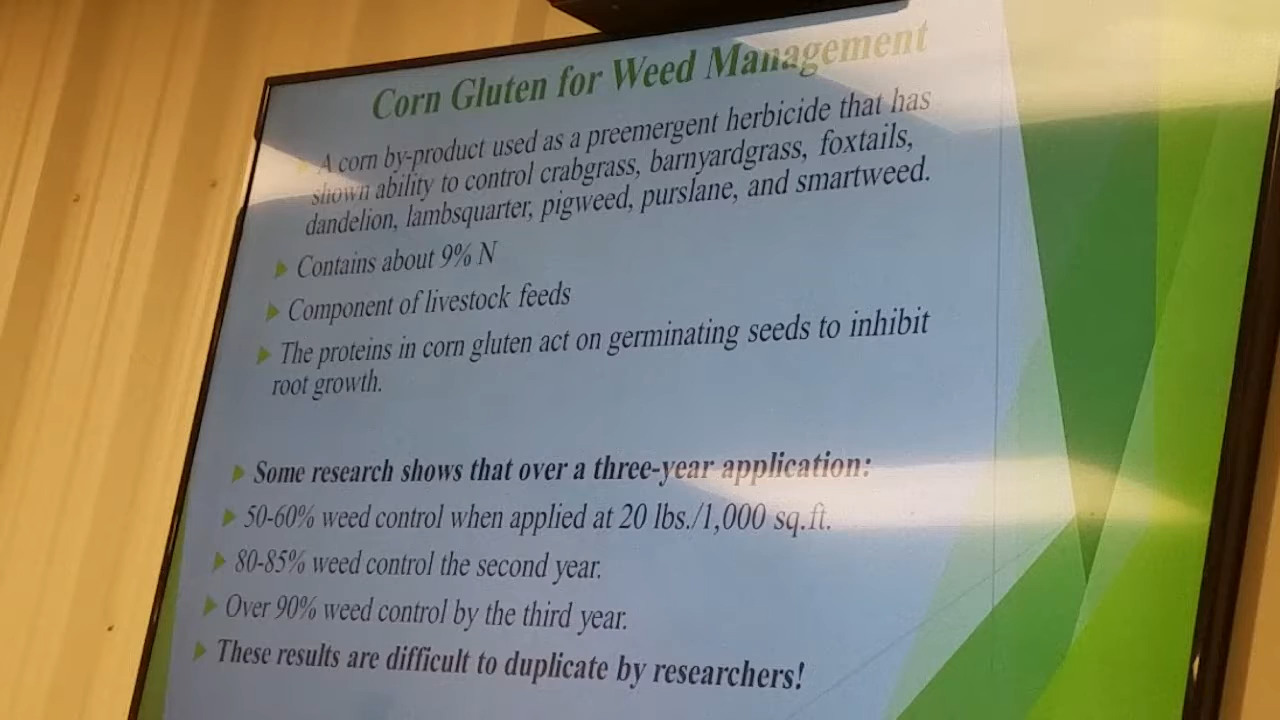 Corn Gluten for Weed Management
A corn by-product used as a preemergent herbicide that has
shown ability to control crabgrass, barnyardgrass, foxtails,
dandelion, lambsquarter, pigweed, purslane, and smartweed.
Contains about 9% N
Component of livestock feeds
The proteins in corn gluten act on germinating seeds to inhibit
root growth.
Some research shows that over a three-year application:
50-60% weed control when applied at 20 lbs./1,000 sq.ft.
80-85% weed control the second year.
Over 90% weed control by the third year.
These results are difficult to duplicate by researchers!